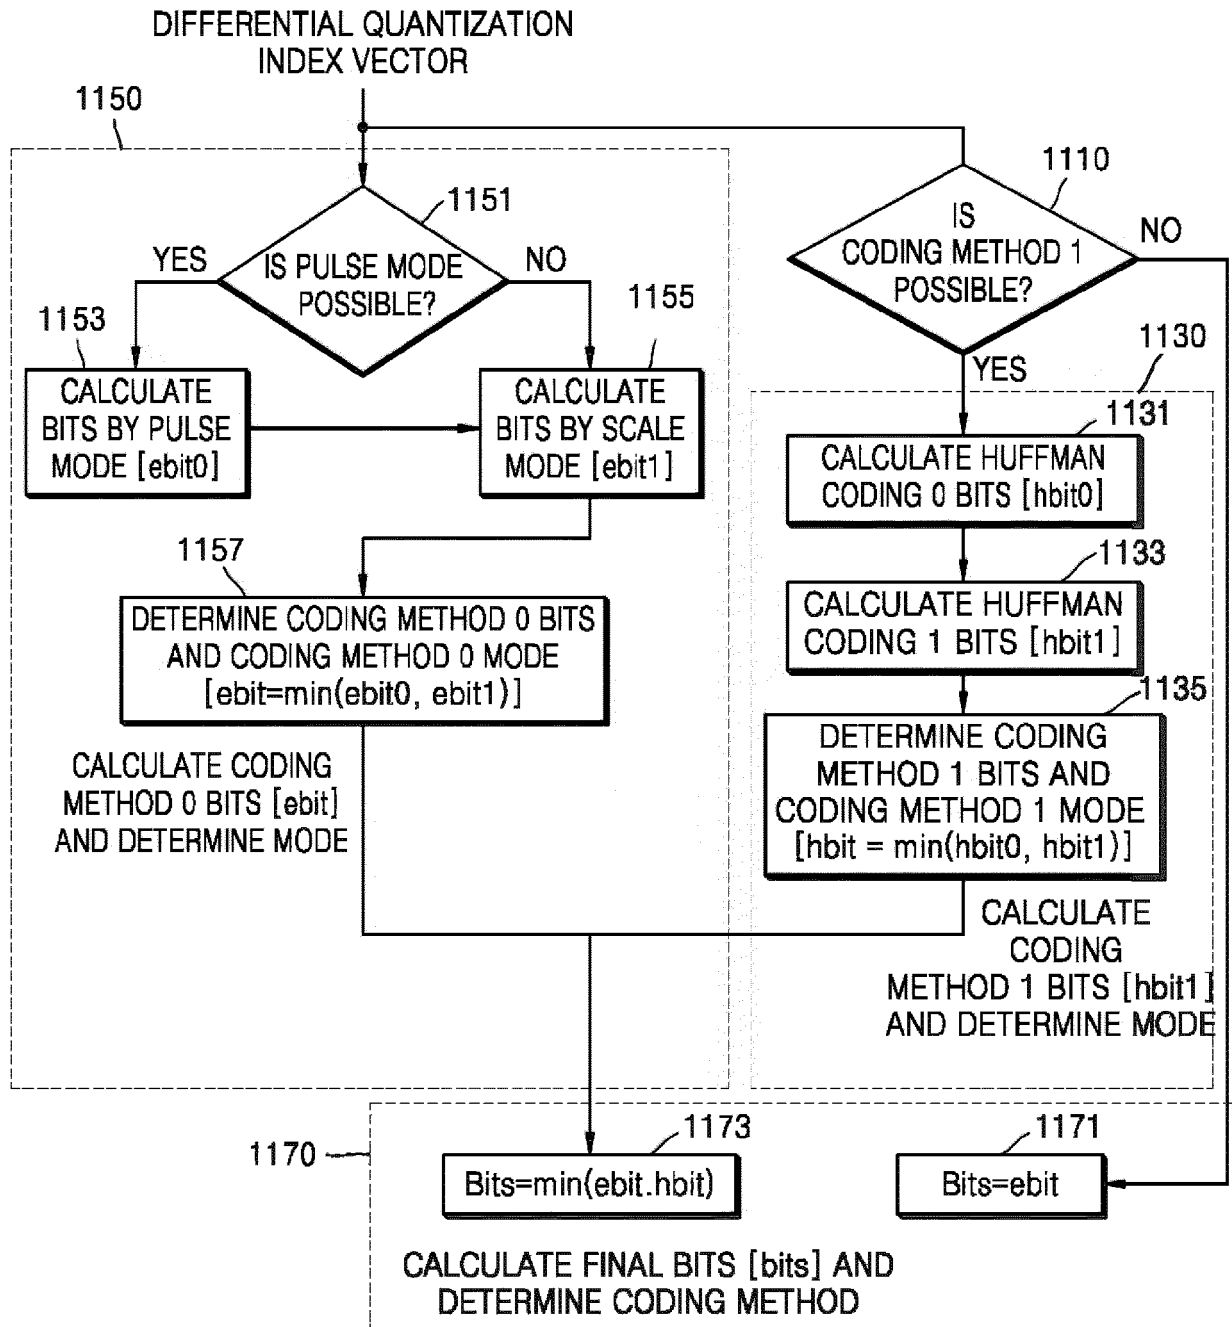 DIFFERENTIAL QUANTIZATION
INDEX VECTOR
1150
1151
IS PULSE MODE
POSSIBLE?
YES
NO
1153
CALCULATE
BITS BY PULSE
MODE [ebit0]
1155
CALCULATE
BITS BY SCALE
MODE [ebit1]
1157
DETERMINE CODING METHOD 0 BITS
AND CODING METHOD 0 MODE
[ebit=min(ebit0, ebit1)]
CALCULATE CODING
METHOD 0 BITS [ebit]
AND DETERMINE MODE
1110
IS
CODING METHOD 1
POSSIBLE?
NO
YES
1130
1131
CALCULATE HUFFMAN
CODING 0 BITS [hbit0]
1133
CALCULATE HUFFMAN
CODING 1 BITS [hbit1]
1135
DETERMINE CODING
METHOD 1 BITS AND
CODING METHOD 1 MODE
[hbit = min(hbit0, hbit1)]
CALCULATE
CODING
METHOD 1 BITS [hbit1]
AND DETERMINE MODE
1170
1173
Bits=min(ebit.hbit)
1171
Bits=ebit
CALCULATE FINAL BITS [bits] AND
DETERMINE CODING METHOD